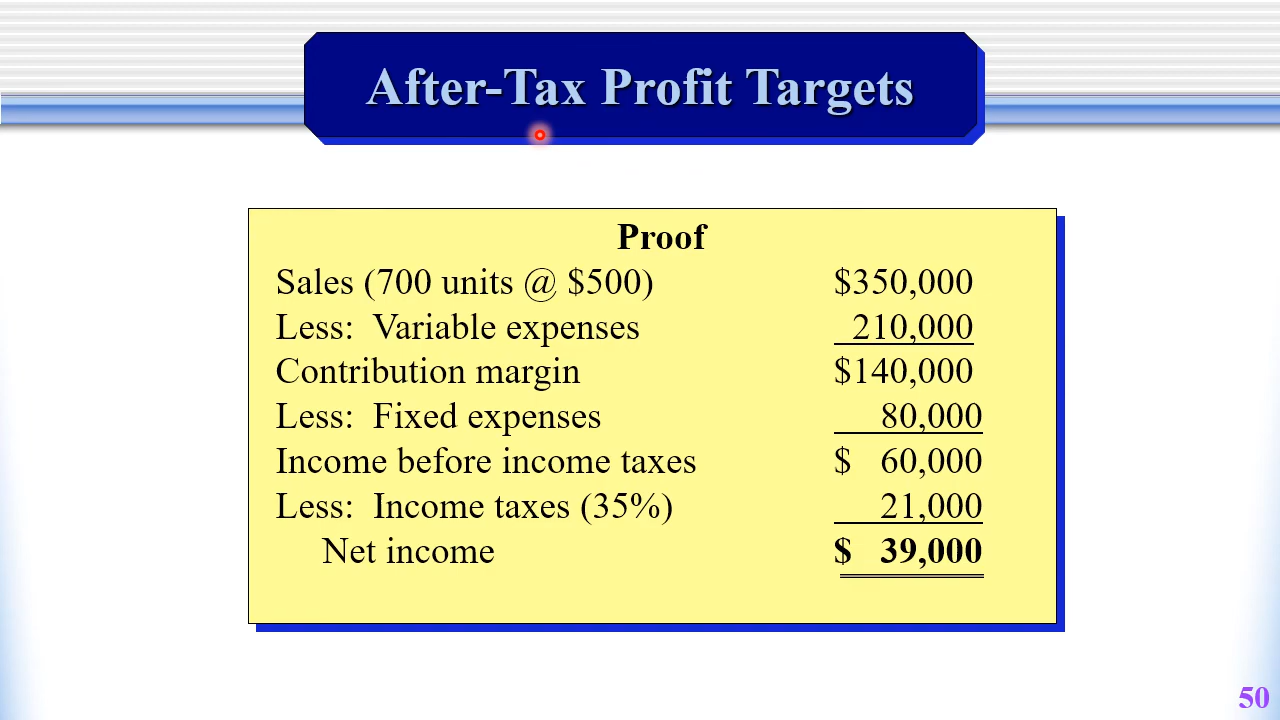 After-Tax Profit Targets
Proof
Sales (700 units @ $500) $350,000
Less: Variable expenses 210,000
Contribution margin $140,000
Less: Fixed expenses 80,000
Income before income taxes $ 60,000
Less: Income taxes (35%) 21,000
Net income $ 39,000
50